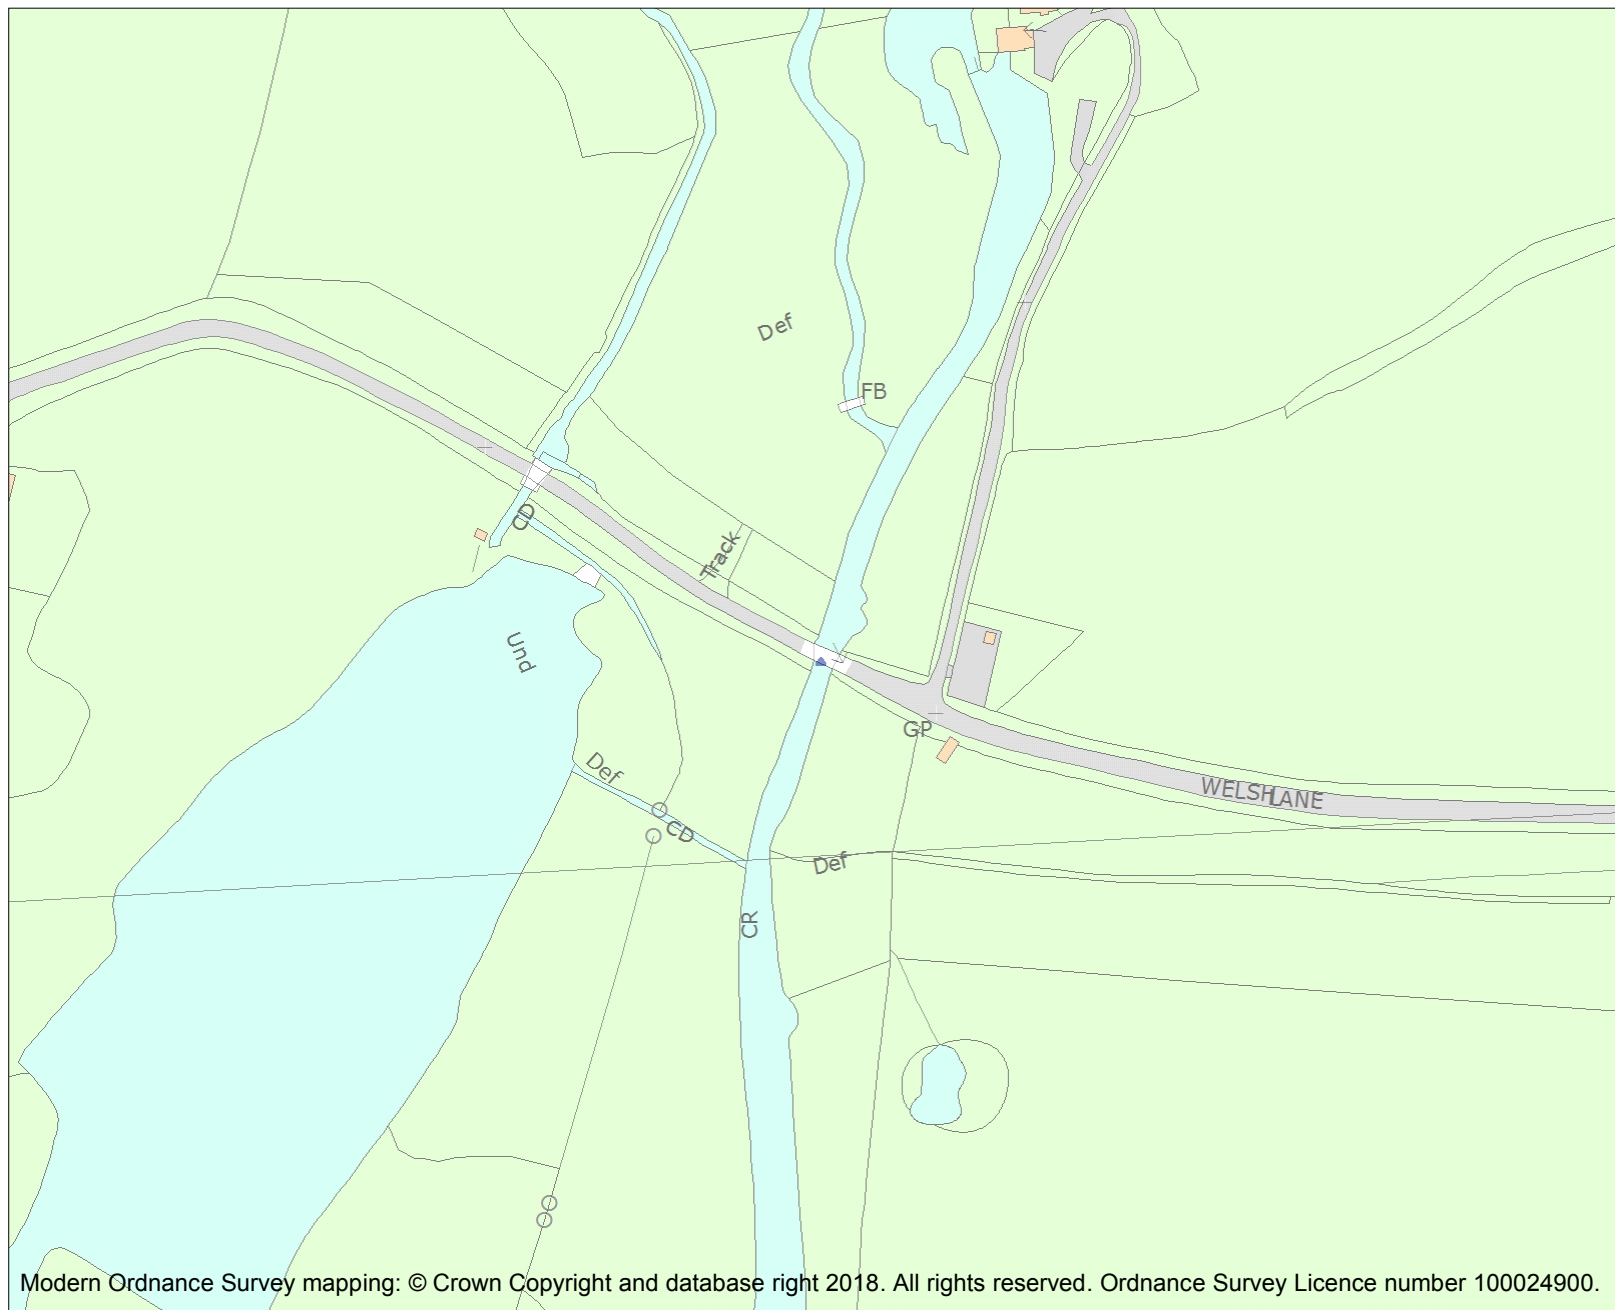 Def
FB
CD
Track
Und
GP
Def
WELSH LANE
CD
Def
CR
Modern Ordnance Survey mapping: © Crown Copyright and database right 2018. All rights reserved. Ordnance Survey Licence number 100024900.